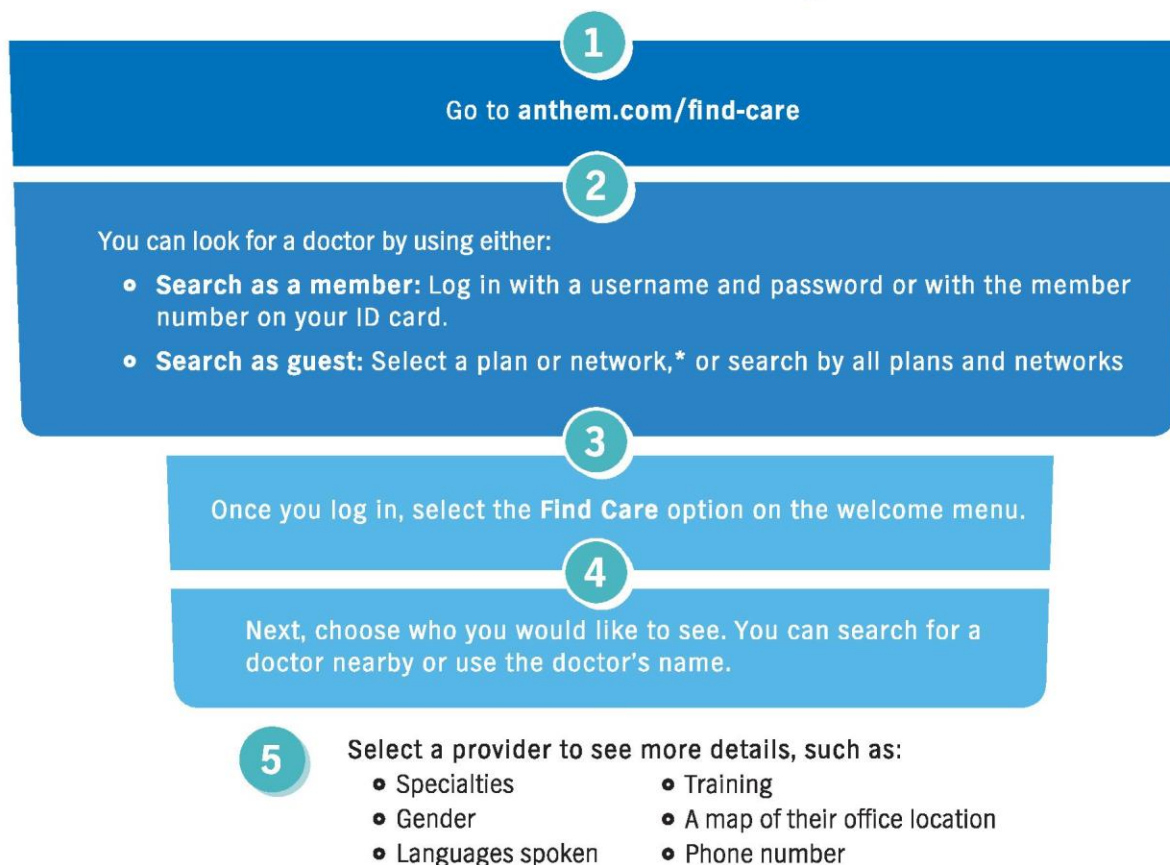 1
Go to anthem.com/find-care
2
You can look for a doctor by using either:
Search as a member: Log in with a username and password or with the member
number on your ID card.
Search as guest: Select a plan or network,* or search by all plans and networks
3
Once you log in, select the Find Care option on the welcome menu.
4
Next, choose who you would like to see. You can search for a
doctor nearby or use the doctor's name.
5
Select a provider to see more details, such as:
Specialties
Gender
Languages spoken
Training
A map of their office location
Phone number